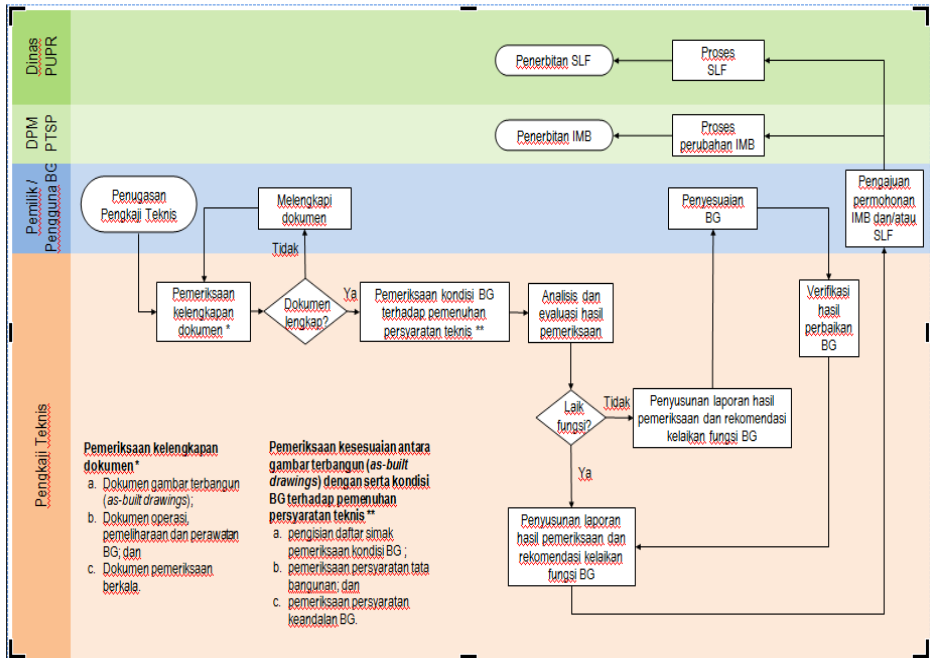 Dinas
PUPR
Penerbitan SLF
Proses
SLF
DPM
PTSP
Penerbitan IMB
Proses
perubahan IMB
Pemilik /
Pengguna BG
Penugasan
Pengkaji Teknis
Melengkapi
dokumen
Penyesuaian
BG
Pengajuan
permohonan
IMB dan/atau
SLF
Tidak
Pengkaji Teknis
Pemeriksaan
kelengkapan
dokumen *
Dokumen
lengkap?
Ya
Pemeriksaan kondisi BG
terhadap pemenuhan
persyaratan teknis **
Analisis dan
evaluasi hasil
pemeriksaan
Verifikasi
hasil
perbaikan
BG
Laik
fungsi?
Tidak
Penyusunan laporan hasil
pemeriksaan dan rekomendasi
kelaikan fungsi BG
Ya
Penyusunan laporan
hasil pemeriksaan dan
rekomendasi kelaikan
fungsi BG
Pemeriksaan kelengkapan
dokumen*
a. Dokumen gambar terbangun
(as-built drawings);
b. Dokumen operasi,
pemeliharaan dan perawatan
BG; dan
c. Dokumen pemeriksaan
berkala.
Pemeriksaan kesesuaian antara
gambar terbangun (as-built
drawings) dengan serta kondisi
BG terhadap pemenuhan
persyaratan teknis **
a. pengisian daftar simak
pemeriksaan kondisi BG ;
b. pemeriksaan persyaratan tata
bangunan; dan
c. pemeriksaan persyaratan
keandalan BG.